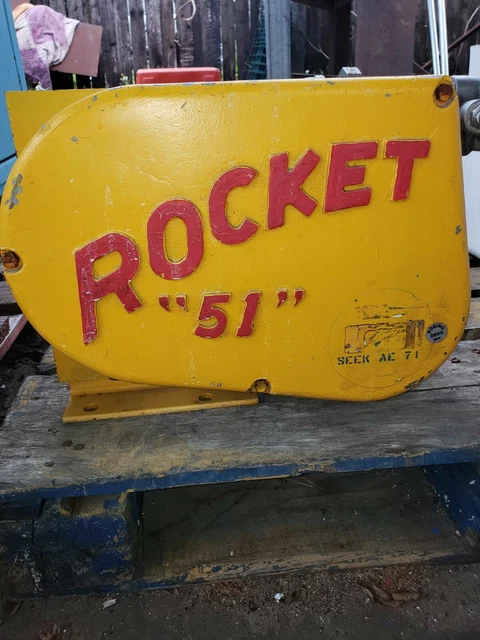 ROCKET
"51"
SEEK AE 71